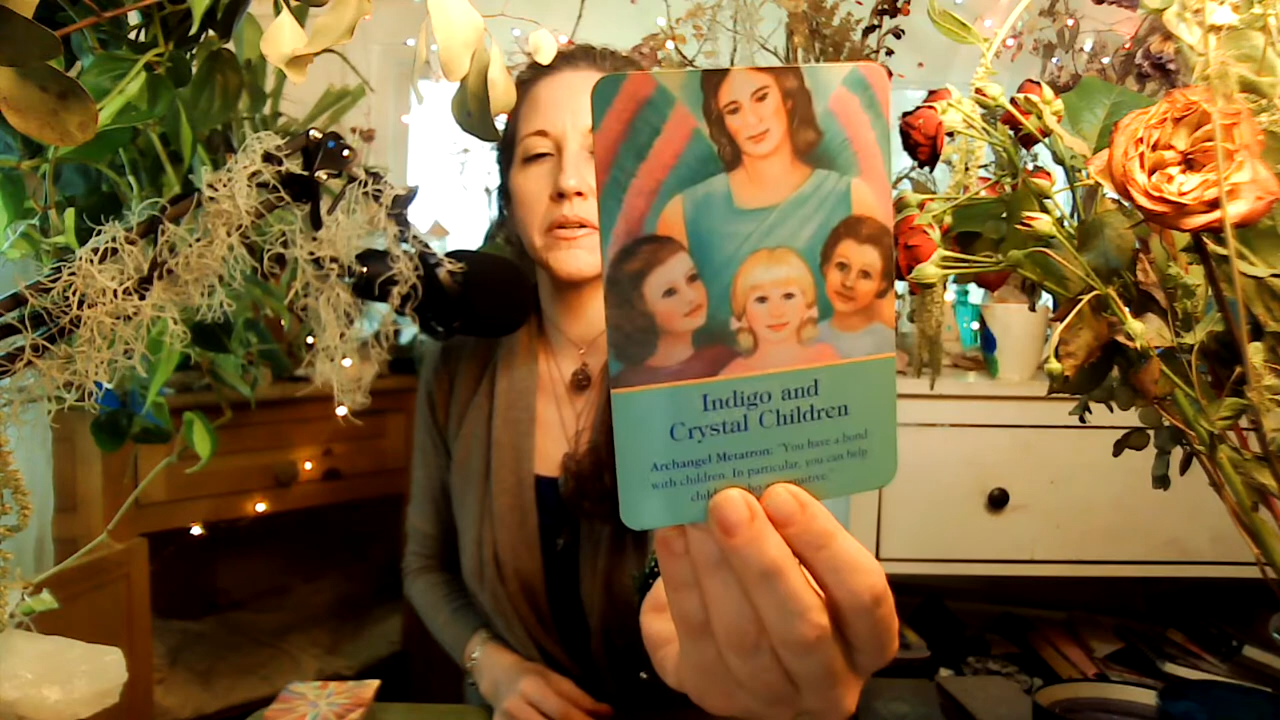 Indigo and
Crystal Children
Archangel Metatron: "You have a bond
with children. In particular, you can help